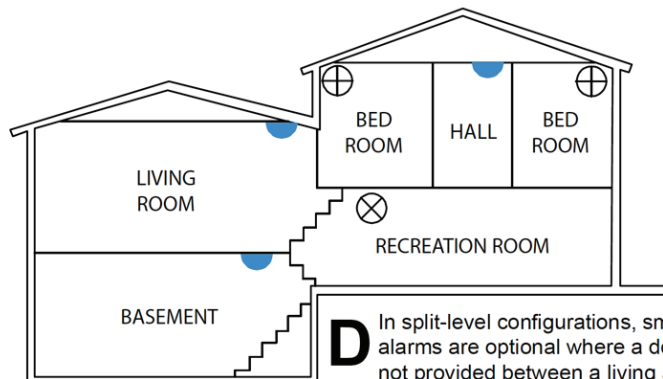 BED
ROOM
HALL
BED
ROOM
LIVING
ROOM
RECREATION ROOM
BASEMENT
D
In split-level configurations,
alarms are optional where a
not provided between a living